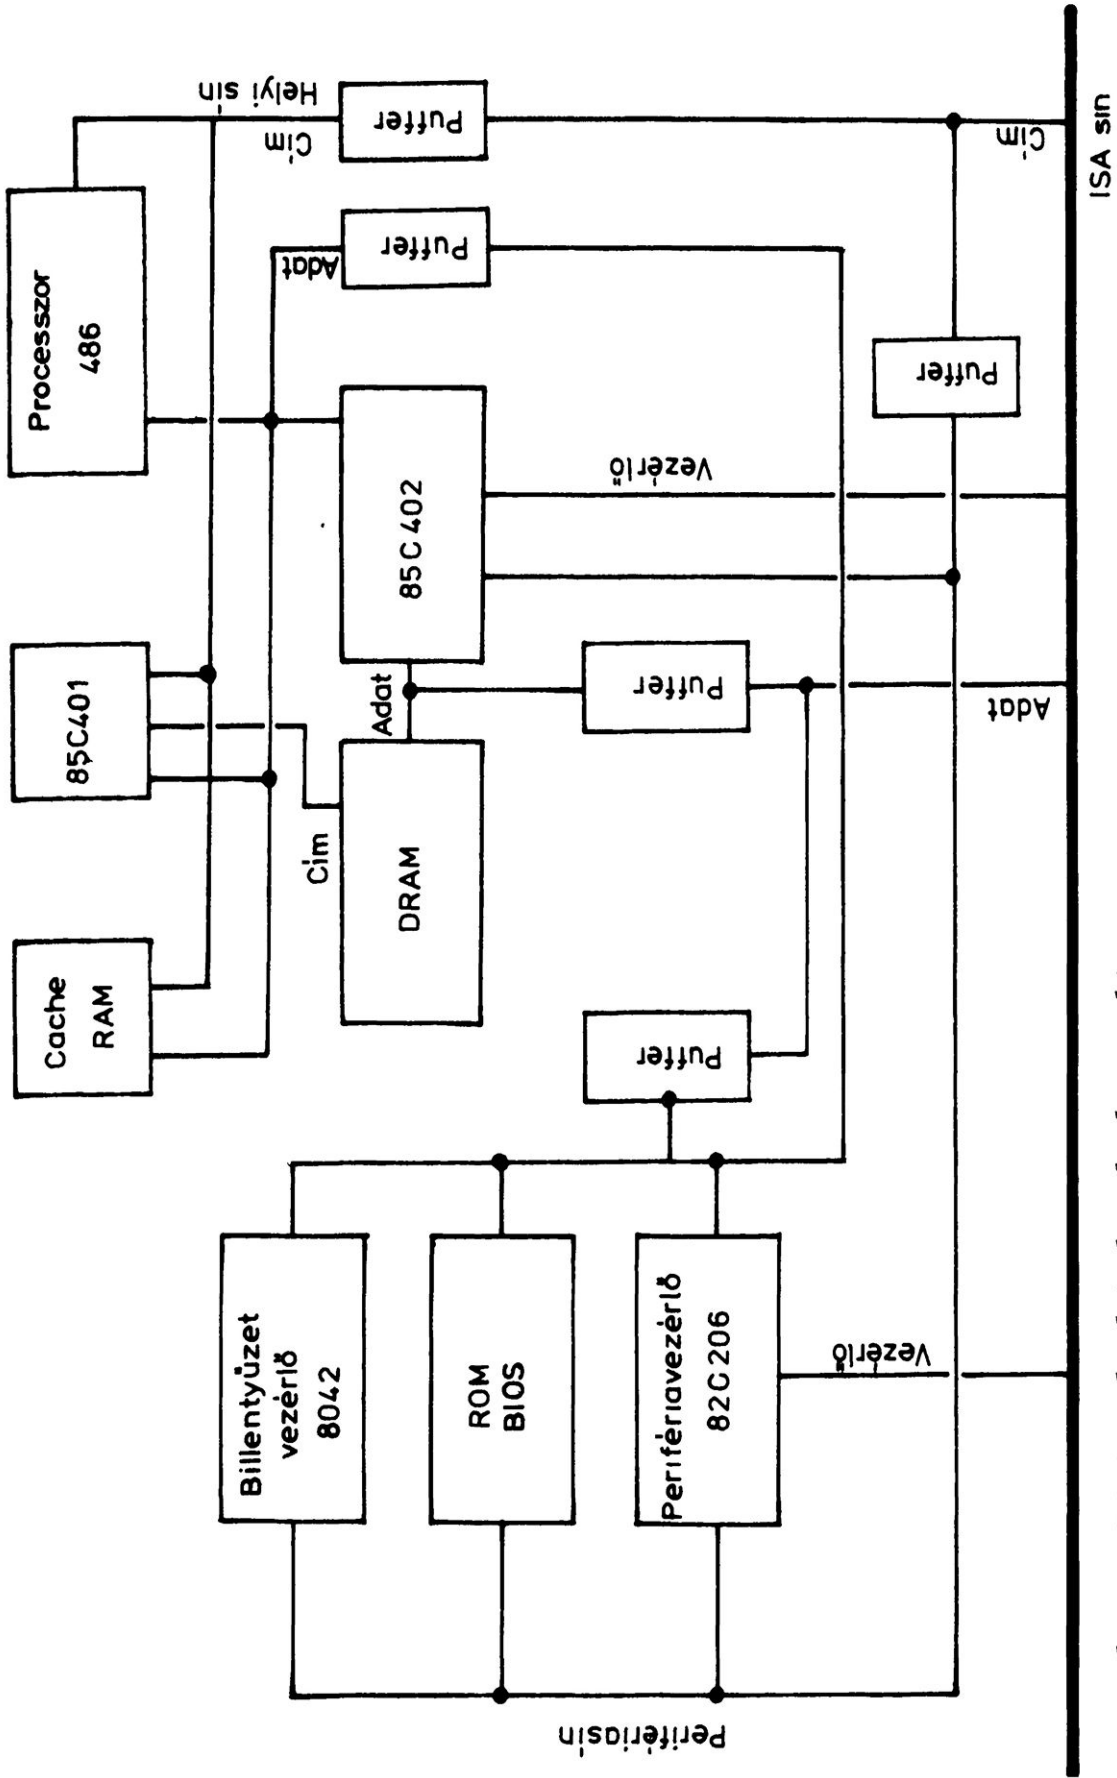 Helyi sín
Cím
Puffer
Processzor
486
Adat
Puffer
Cím
ISA sín
Puffer
Vezérlő
85C402
85C401
Adat
Puffer
Adat
Cím
DRAM
Cache
RAM
Puffer
Billentyűzet
vezérlő
8042
ROM
BIOS
Perifériavezérlő
82C206
Vezérlő
Perifériasín